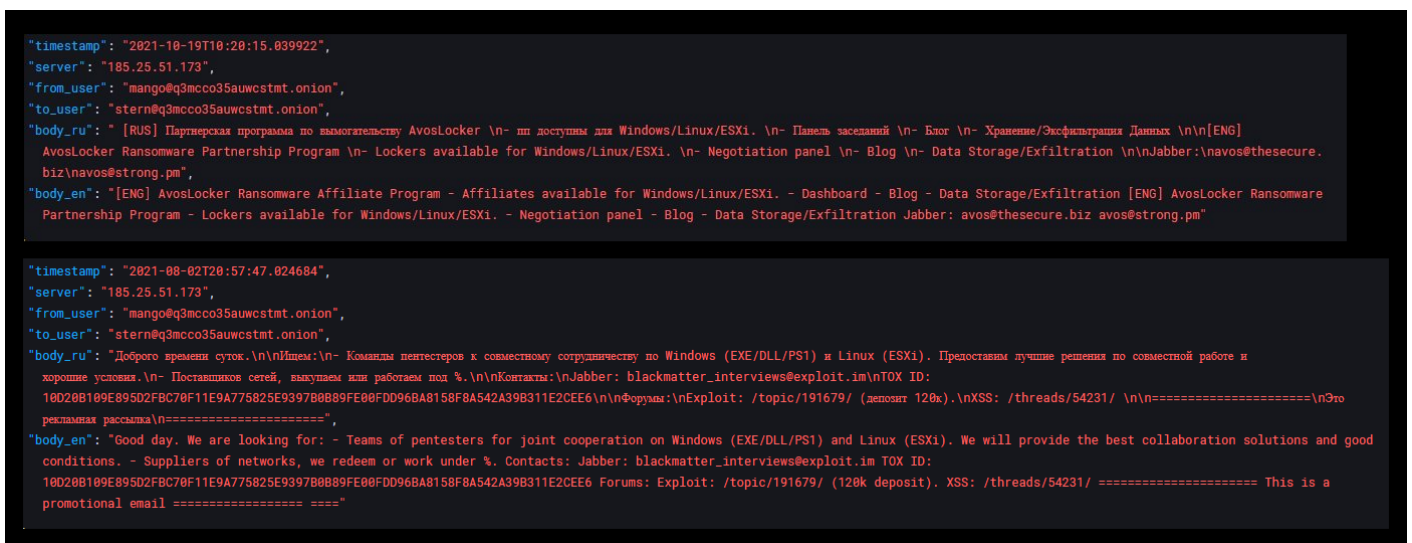 "timestamp": "2021-10-19T10:20:15.039922",
"server": "185.25.51.173",
"from_user": "mango@q3mcco35auwcstmt.onion",
"to_user": "stern@q3mcco35auwcstmt.onion",
"body_ru": " [RUS] Партнерская программа по вымогательству AvosLocker \n- пп доступны для Windows/Linux/ESXi. \n- Панель заседаний \n- Блог \n- Хранение/Эксфильтрация Данных \n\n[ENG]
AvosLocker Ransomware Partnership Program \n- Lockers available for Windows/Linux/ESXi. \n- Negotiation panel \n- Blog \n- Data Storage/Exfiltration \n\nJabber:\navos@thesecure.
biz\navos@strong.pm",
"body_en": "[ENG] AvosLocker Ransomware Affiliate Program - Affiliates available for Windows/Linux/ESXi. - Dashboard - Blog - Data Storage/Exfiltration [ENG] AvosLocker Ransomware
Partnership Program - Lockers available for Windows/Linux/ESXi. - Negotiation panel - Blog - Data Storage/Exfiltration Jabber: avos@thesecure.biz avos@strong.pm"
"timestamp": "2021-08-02T20:57:47.024684",
"server": "185.25.51.173",
"from_user": "mango@q3mcco35auwcstmt.onion",
"to_user": "stern@q3mcco35auwcstmt.onion",
"body_ru": "Доброго времени суток.\n\nИщем:\n- Команды пентестеров к совместному сотрудничеству по Windows (EXE/DLL/PS1) и Linux (ESXi). Предоставим лучшие решения по совместной работе и
хорошие условия.\n- Поставщиков сетей, выкупаем или работаем под %.\n\nКонтакты:\nJabber: blackmatter_interviews@exploit.im\nTOX ID:
10D20B109E895D2FBC70F11E9A775825E9397B0B89FE00FDD96BA8158F8A542A39B311E2CEE6\n\nФорумы:\nExploit: /topic/191679/ (депозит 120к).\nXSS: /threads/54231/ \n\n======================\nЭто
рекламная рассылка\n======================",
"body_en": "Good day. We are looking for: - Teams of pentesters for joint cooperation on Windows (EXE/DLL/PS1) and Linux (ESXi). We will provide the best collaboration solutions and good
conditions. - Suppliers of networks, we redeem or work under %. Contacts: Jabber: blackmatter_interviews@exploit.im TOX ID:
10D20B109E895D2FBC70F11E9A775825E9397B0B89FE00FDD96BA8158F8A542A39B311E2CEE6 Forums: Exploit: /topic/191679/ (120k deposit). XSS: /threads/54231/ ====================== This is a
promotional email ================== ===="